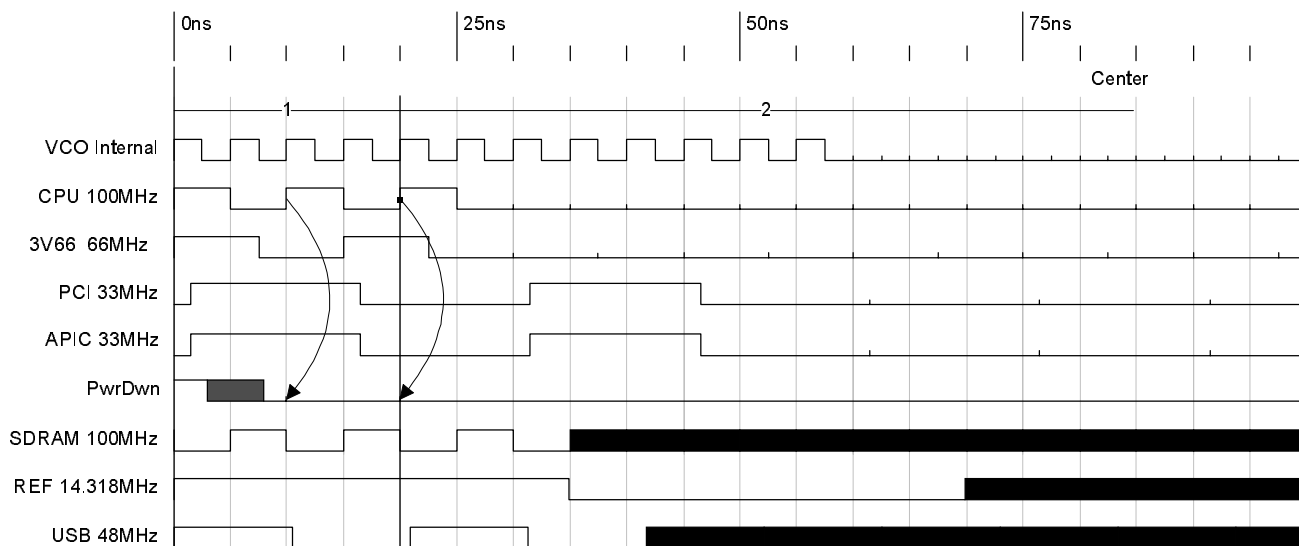 0ns 25ns 50ns 75ns
Center
1 2
VCO Internal
CPU 100MHz
3V66 66MHz
PCI 33MHz
APIC 33MHz
PwrDwn
SDRAM 100MHz
REF 14.318MHz
USB 48MHz